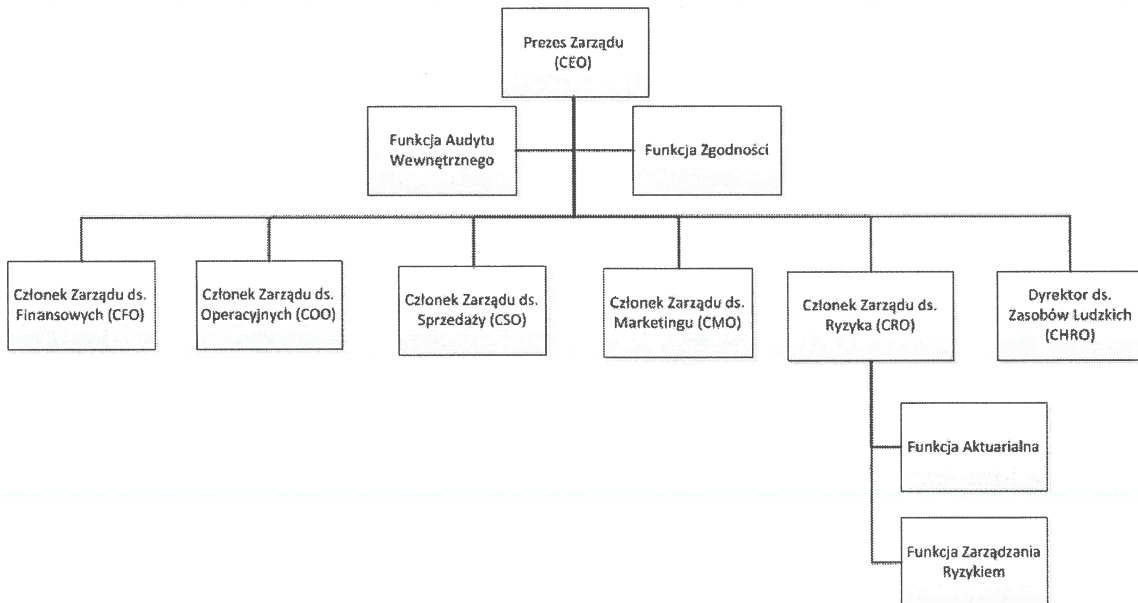 Prezes Zarządu
(CEO)
Funkcja Audytu
Wewnętrznego
Funkcja Zgodności
Członek Zarządu ds.
Finansowych (CFO)
Członek Zarządu ds.
Operacyjnych (COO)
Członek Zarządu ds.
Sprzedaży (CSO)
Członek Zarządu ds.
Marketingu (CMO)
Członek Zarządu ds.
Ryzyka (CRO)
Dyrektor ds.
Zasobów Ludzkich
(CHRO)
Funkcja Aktuarialna
Funkcja Zarządzania
Ryzykiem